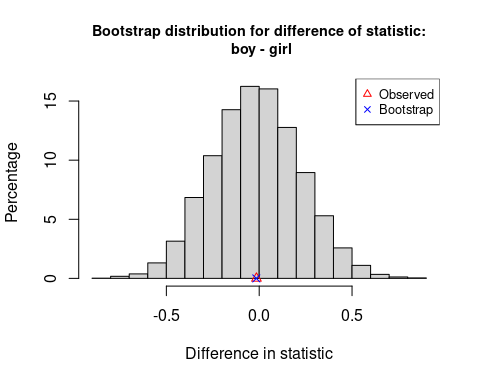 Bootstrap distribution for difference of statistic:
boy - girl
Observed
Bootstrap
Percentage
15
10
5
0
-0.5 0.0 0.5
Difference in statistic